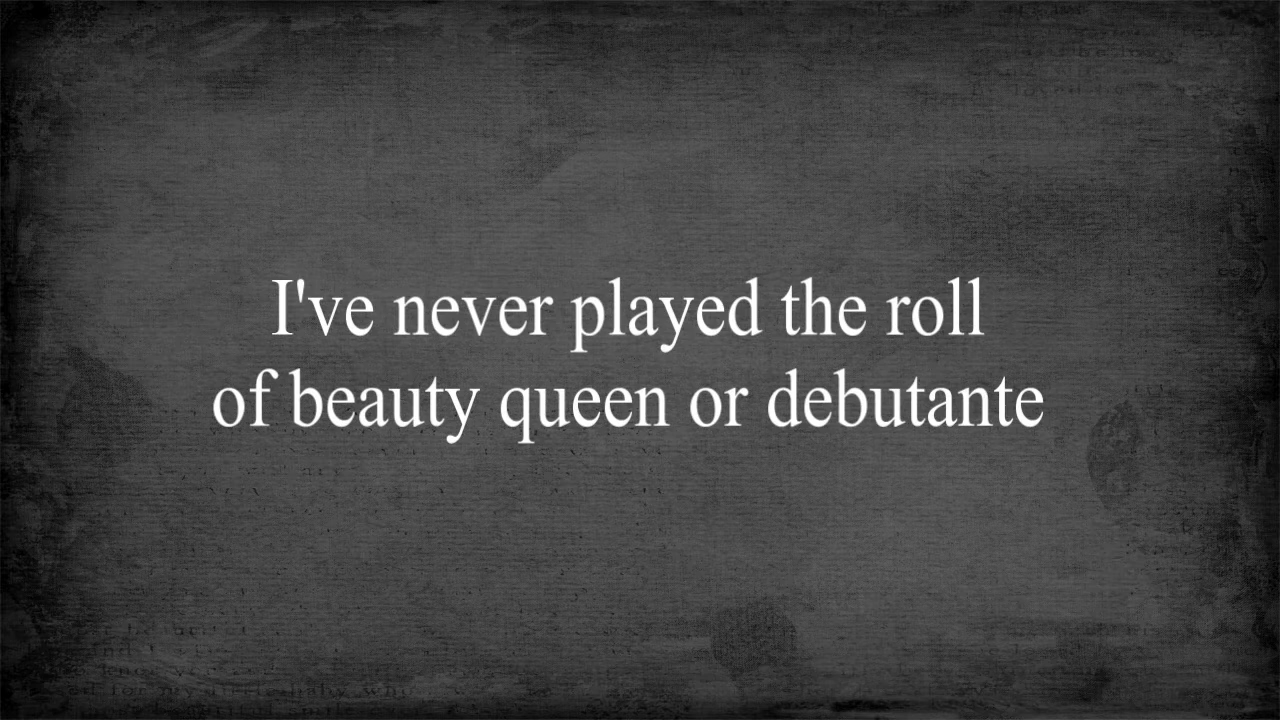 I've never played the roll
of beauty queen or debutante